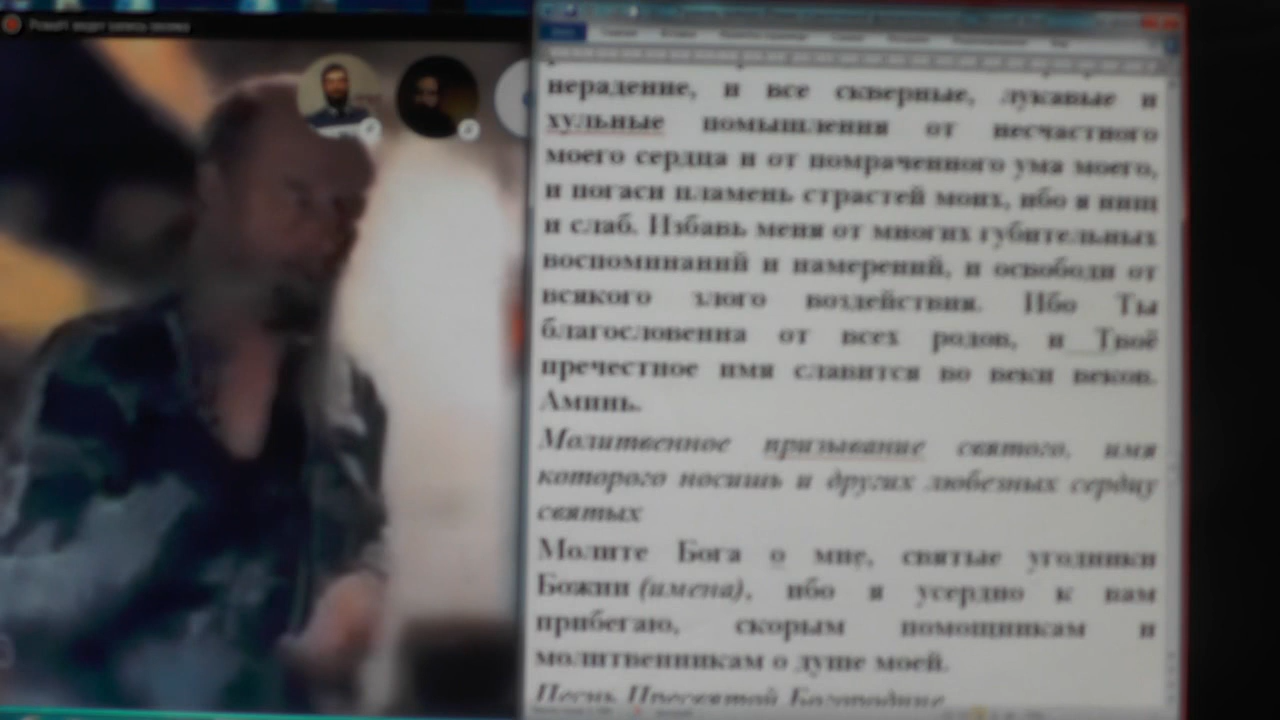 нерадение, и все скверные, лукавые и
хульные помышления от несчастного
моего сердца и от помраченного ума моего,
и погаси пламень страстей моих, ибо я нищ
и слаб. Избавь меня от многих губительных
воспоминаний и намерений, и освободи от
всякого злого воздействия. Ибо Ты
благословенна от всех родов, и Твоё
пречестное имя славится во веки веков.
Аминь.
Молитвенное призывание святого, имя
которого носишь и других любезных сердцу
святых
Молите Бога о мне, святые угодники
Божии (имена), ибо я усердно к вам
прибегаю, скорым помощникам и
молитвенникам о душе моей.
Песнь Пресвятой Богородице